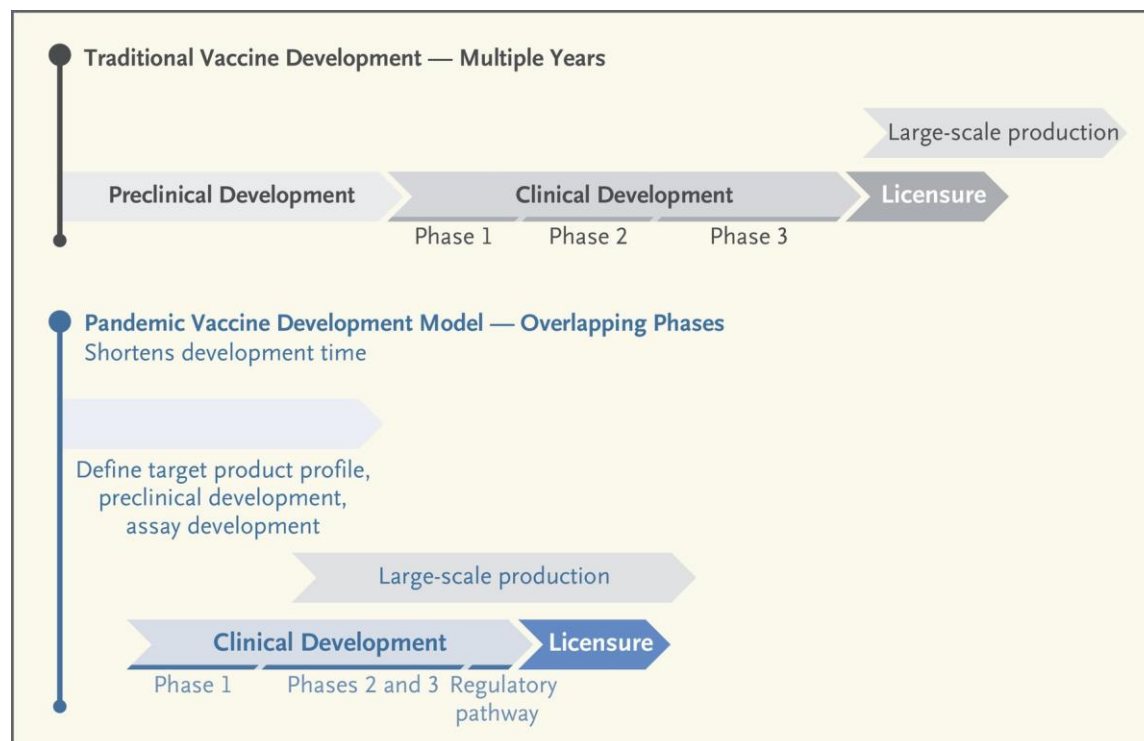 Traditional Vaccine Development — Multiple Years
Large-scale production
Preclinical Development
Clinical Development
Licensure
Phase 1
Phase 2
Phase 3
Pandemic Vaccine Development Model — Overlapping Phases
Shortens development time
Define target product profile,
preclinical development,
assay development
Large-scale production
Clinical Development
Licensure
Phase 1
Phases 2 and 3
Regulatory
pathway